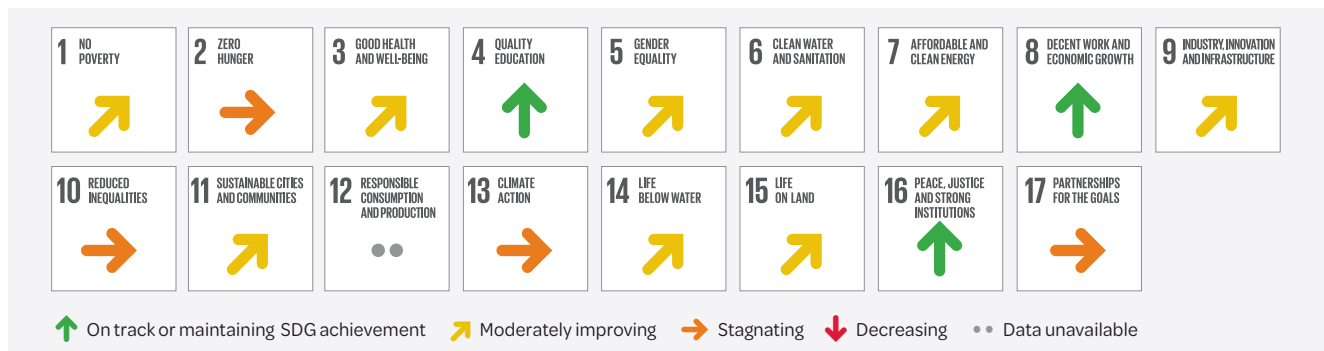 1 NO POVERTY
2 ZERO HUNGER
3 GOOD HEALTH AND WELL-BEING
4 QUALITY EDUCATION
5 GENDER EQUALITY
6 CLEAN WATER AND SANITATION
7 AFFORDABLE AND CLEAN ENERGY
8 DECENT WORK AND ECONOMIC GROWTH
9 INDUSTRY, INNOVATION AND INFRASTRUCTURE
10 REDUCED INEQUALITIES
11 SUSTAINABLE CITIES AND COMMUNITIES
12 RESPONSIBLE CONSUMPTION AND PRODUCTION
13 CLIMATE ACTION
14 LIFE BELOW WATER
15 LIFE ON LAND
16 PEACE, JUSTICE AND STRONG INSTITUTIONS
17 PARTNERSHIPS FOR THE GOALS
On track or maintaining SDG achievement
Moderately improving
Stagnating
Decreasing
Data unavailable